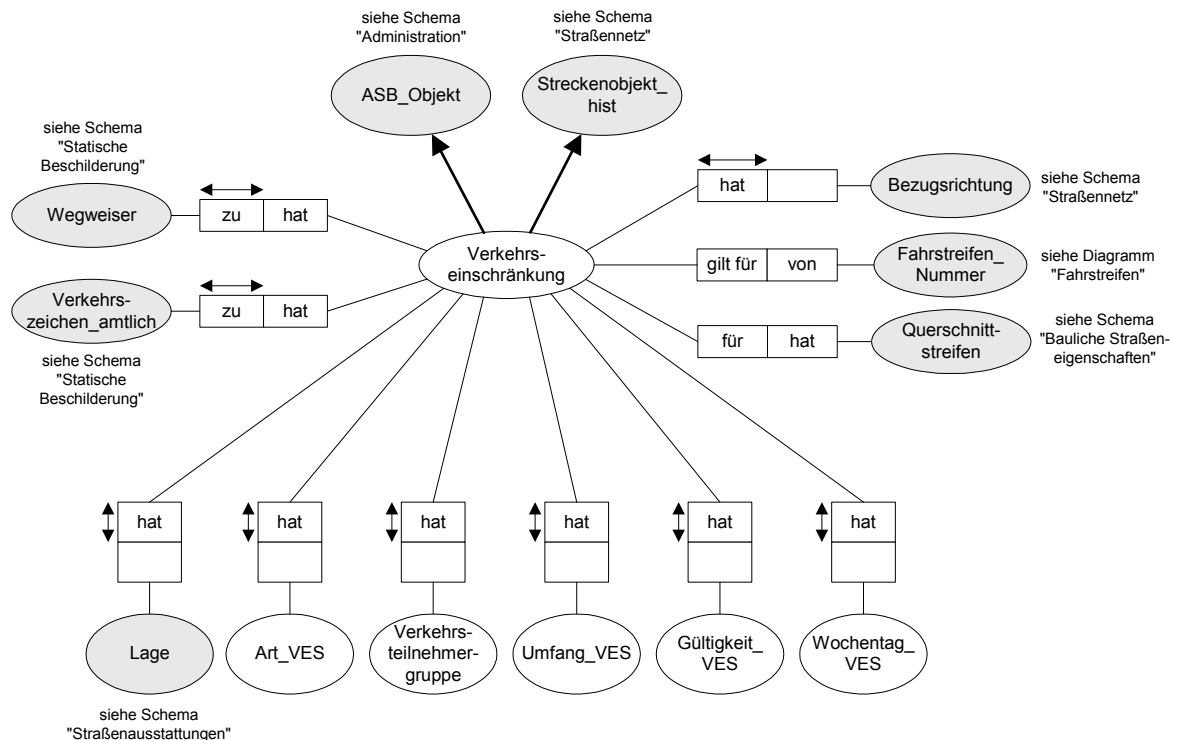 siehe Schema
"Administration"
siehe Schema
"Straßennetz"
ASB_Objekt
Streckenobjekt_
hist
siehe Schema
"Statische
Beschilderung"
Wegweiser
zu
hat
hat
Bezugsrichtung
siehe Schema
"Straßennetz"
Verkehrs-
einschränkung
gilt für
von
Fahrstreifen_
Nummer
siehe Diagramm
"Fahrstreifen"
Verkehrs-
zeichen_amtlich
zu
hat
siehe Schema
"Statische
Beschilderung"
für
hat
Querschnitt-
streifen
siehe Schema
"Bauliche Straßen-
eigenschaften"
hat
hat
hat
hat
hat
hat
Lage
Art_VES
Verkehrs-
teilnehmer-
gruppe
Umfang_VES
Gültigkeit_
VES
Wochentag_
VES
siehe Schema
"Straßenausstattungen"